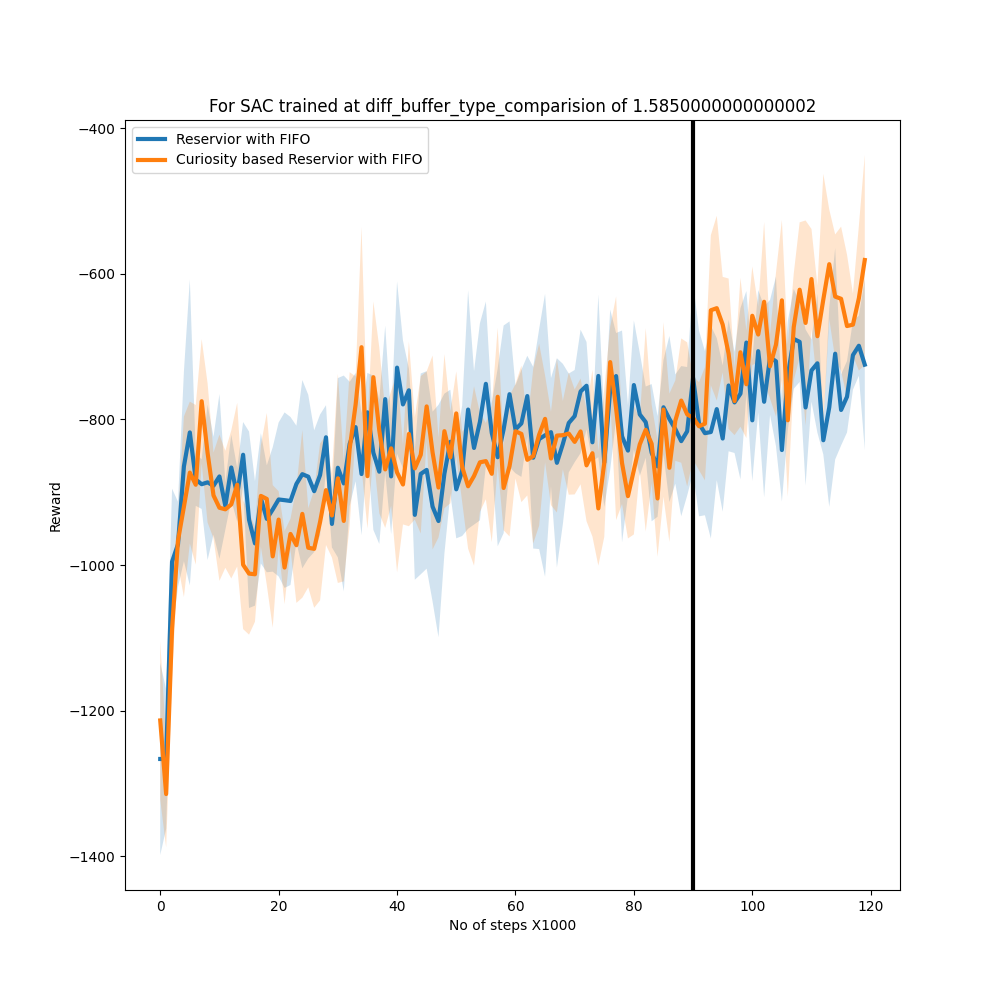 For SAC trained at diff_buffer_type_comparision of 1.5850000000000002
Reservior with FIFO
Curiosity based Reservior with FIFO
−400
−600
−800
−1000
−1200
−1400
Reward
0 20 40 60 80 100 120
No of steps X1000